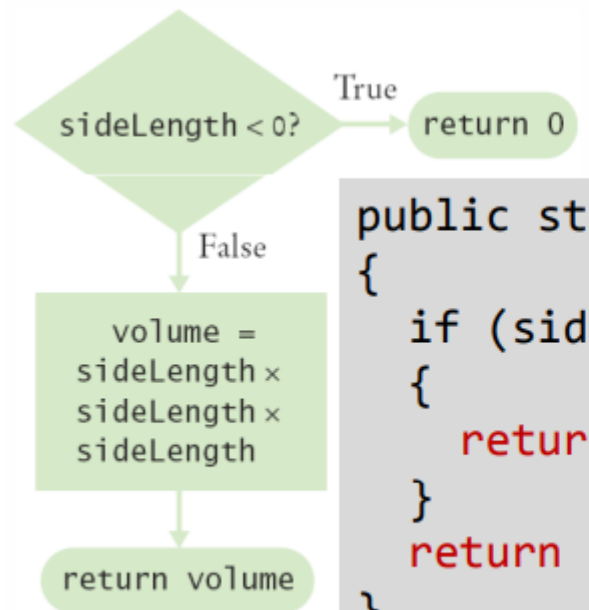 True
sideLength < 0?
return 0
False
volume =
sideLength ×
sideLength ×
sideLength
return volume
public st
{
if (sid
{
retur
}
return
}